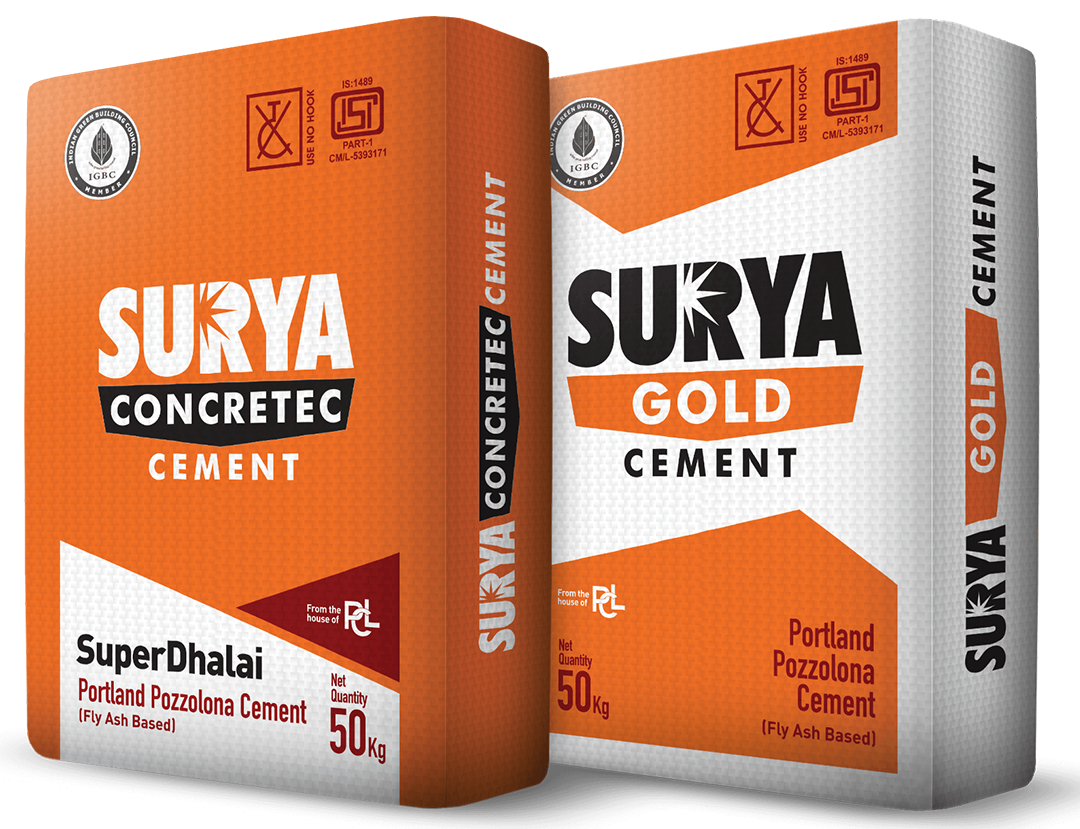 INDIAN GREEN BUILDING COUNCIL
IGBC
MEMBER
USE NO HOOK
IS:1489
PART-1
CM/L-5393171
SURYA
CONCRETEC
CEMENT
From the
house of PCL
SuperDhalai
Portland Pozzolona Cement
(Fly Ash Based)
Net
Quantity
50Kg
SURYA CONCRETEC CEMENT
INDIAN GREEN BUILDING COUNCIL
IGBC
MEMBER
USE NO HOOK
IS:1489
PART-1
CM/L-5393171
SURYA
GOLD
CEMENT
From the
house of PCL
Net
Quantity
50Kg
Portland
Pozzolona
Cement
(Fly Ash Based)
SURYA GOLD CEMENT